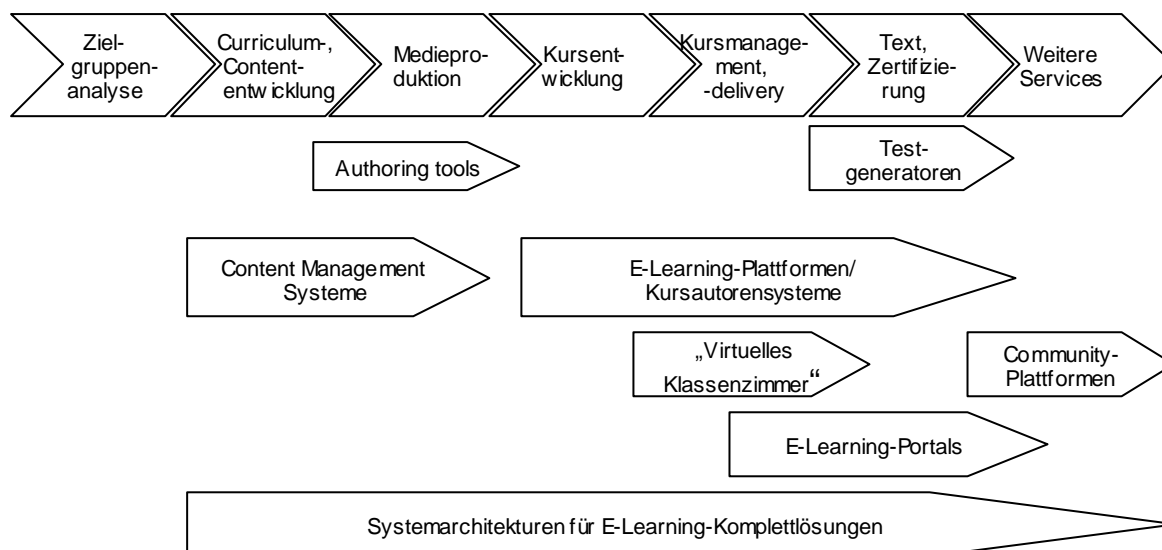 Ziel-
gruppen-
analyse
Curriculum-,
Content-
entwicklung
Mediepro-
duktion
Kursent-
wicklung
Kursmanage-
ment,
-delivery
Text,
Zertifizie-
rung
Weitere
Services
Authoring tools
Test-
generatoren
Content Management
Systeme
E-Learning-Plattformen/
Kursautorensysteme
„Virtuelles
Klassenzimmer“
Community-
Plattformen
E-Learning-Portals
Systemarchitekturen für E-Learning-Komplettlösungen